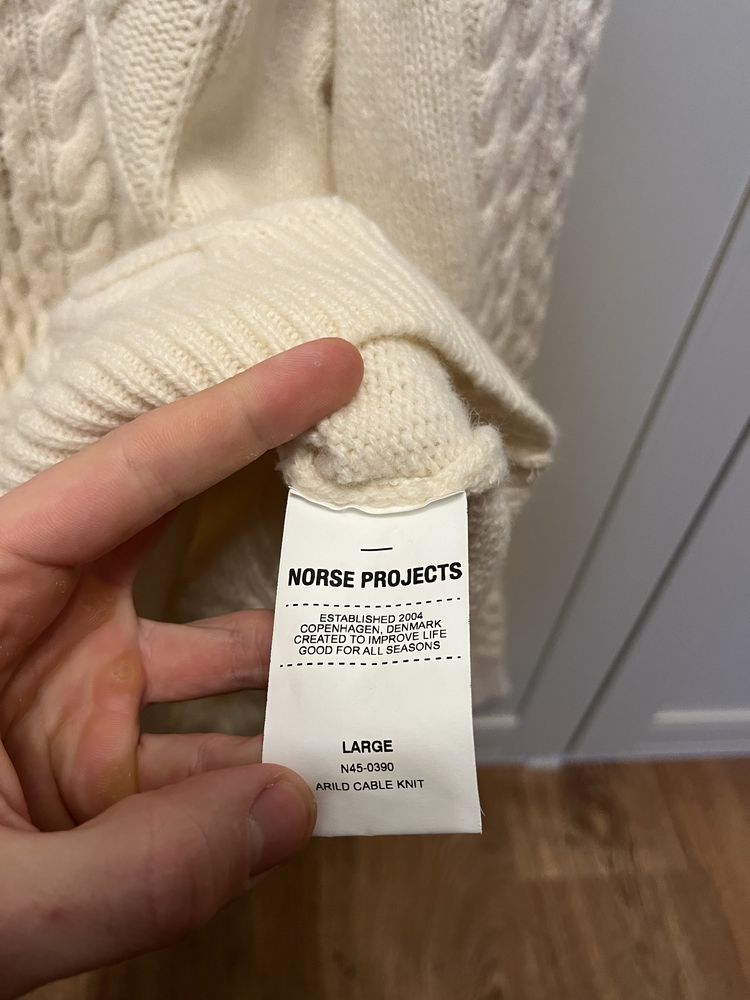 NORSE PROJECTS
ESTABLISHED 2004
COPENHAGEN, DENMARK
CREATED TO IMPROVE LIFE
GOOD FOR ALL SEASONS
LARGE
N45-0390
ARILD CABLE KNIT